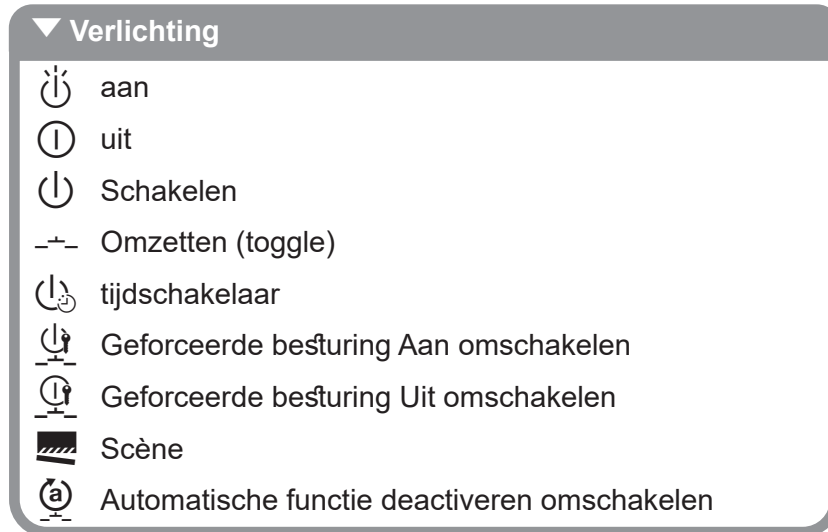 Verlichting
aan
uit
Schakelen
Omzetten (toggle)
tijdschakelaar
Geforceerde besturing Aan omschakelen
Geforceerde besturing Uit omschakelen
Scène
Automatische functie deactiveren omschakelen